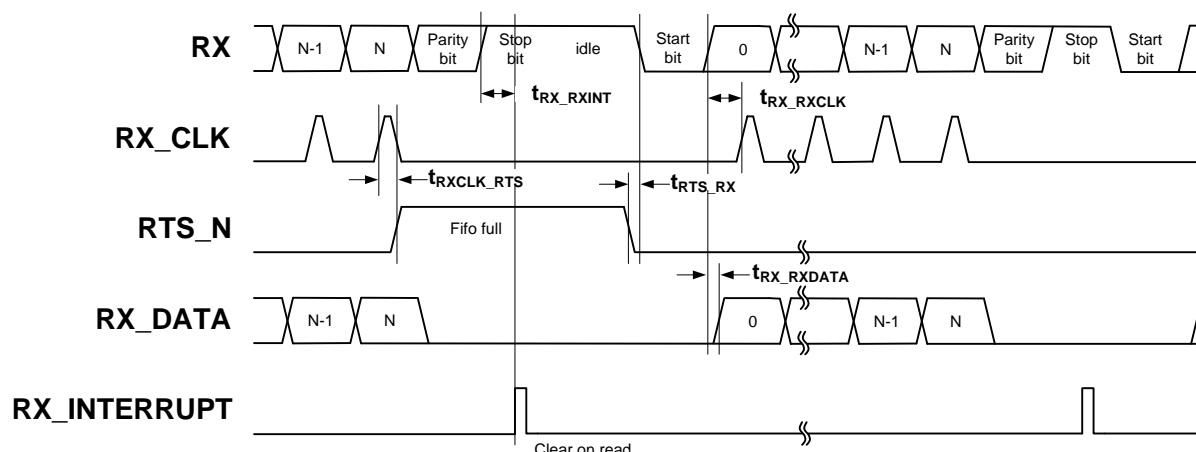 RX
N-1
N
Parity
bit
Stop
bit
idle
Start
bit
0
N-1
N
Parity
bit
Stop
bit
Start
bit
tRX_RXINT
tRX_RXCLK
RX_CLK
tRXCLK_RTS
tRTS_RX
RTS_N
Fifo full
tRX_RXDATA
RX_DATA
N-1
N
0
N-1
N
RX_INTERRUPT
Clear on read